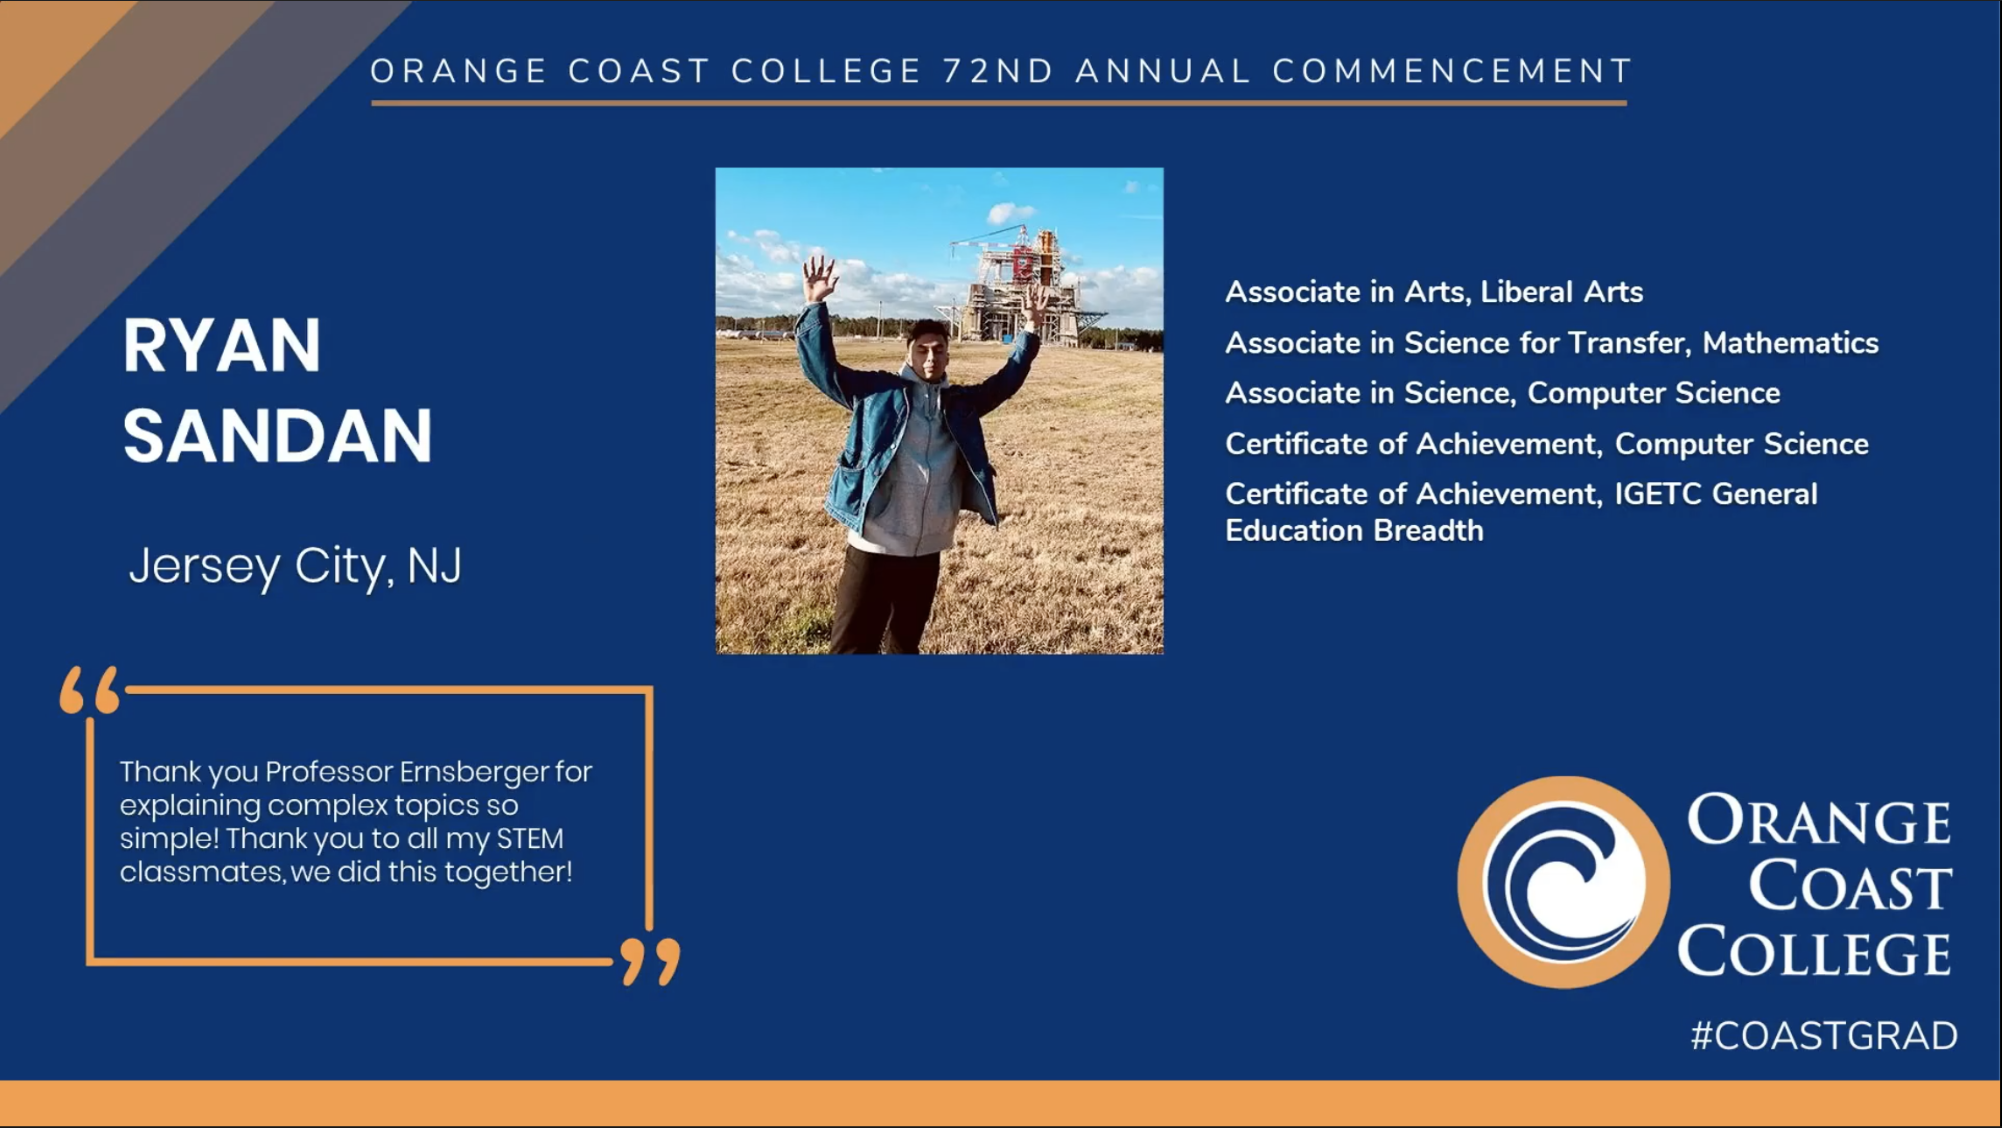 ORANGE COAST COLLEGE 72ND ANNUAL COMMENCEMENT
RYAN
SANDAN
Jersey City, NJ
Associate in Arts, Liberal Arts
Associate in Science for Transfer, Mathematics
Associate in Science, Computer Science
Certificate of Achievement, Computer Science
Certificate of Achievement, IGETC General
Education Breadth
“
Thank you Professor Ernsberger for
explaining complex topics so
simple! Thank you to all my STEM
classmates, we did this together!
”
ORANGE
COAST
COLLEGE
#COASTGRAD